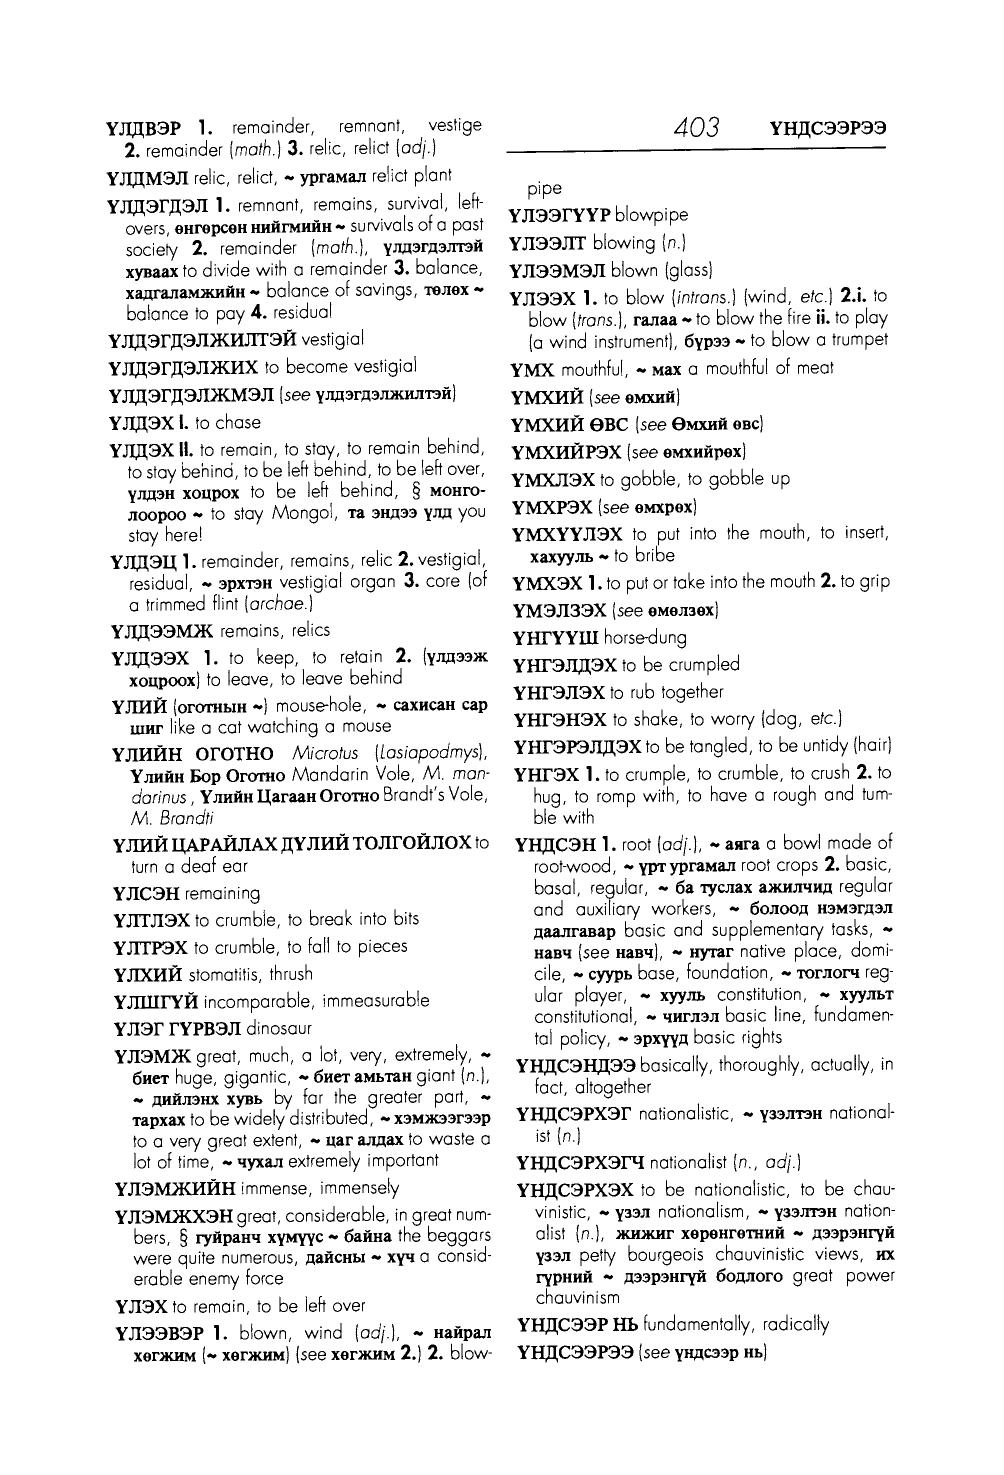 ҮЛДВЭР 1. remainder, remnant, vestige
2. remainder (math.) 3. relic, relict (adj.)
ҮЛДМЭЛ relic, relict, ~ ургамал relict plant
ҮЛДЭГДЭЛ 1. remnant, remains, survival, left-
overs, өнгөрсөн нийгмийн ~ survivals of a past
society 2. remainder (math.), үлдэгдэлтэй
хуваах to divide with a remainder 3. balance,
хадгаламжийн ~ balance of savings, төлөх ~
balance to pay 4. residual
ҮЛДЭГДЭЛЖИЛТЭЙ vestigial
ҮЛДЭГДЭЛЖИХ to become vestigial
ҮЛДЭГДЭЛЖМЭЛ (see үлдэгдэлжилтэй)
ҮЛДЭХ I. to chase
ҮЛДЭХ II. to remain, to stay, to remain behind,
to stay behind, to be left behind, to be left over,
үлдэн хоцрох to be left behind, § монго-
лоороо ~ to stay Mongol, та эндээ үлд you
stay here!
ҮЛДЭЦ 1. remainder, remains, relic 2. vestigial,
residual, ~ эрхтэн vestigial organ 3. core (of
a trimmed flint (archae.)
ҮЛДЭЭМЖ remains, relics
ҮЛДЭЭХ 1. to keep, to retain 2. (үлдээж
хоцроох) to leave, to leave behind
ҮЛИЙ (оготнын ~) mouse-hole, ~ сахисан сар
шиг like a cat watching a mouse
ҮЛИЙН ОГОТНО Microtus (Lasiopodmys),
Үлийн Бор Оготно Mandarin Vole, M. man-
darinus, Үлийн Цагаан Оготно Brandt's Vole,
M. Brandti
ҮЛИЙ ЦАРАЙЛАХ ДҮЛИЙ ТОЛГОЙЛОХ to
turn a deaf ear
ҮЛСЭН remaining
ҮЛТЛЭХ to crumble, to break into bits
ҮЛТРЭХ to crumble, to fall to pieces
ҮЛХИЙ stomatitis, thrush
ҮЛШГҮЙ incomparable, immeasurable
ҮЛЭГ ГҮРВЭЛ dinosaur
ҮЛЭМЖ great, much, a lot, very, extremely, ~
биет huge, gigantic, ~ биет амьтан giant (n.),
~ дийлэнх хувь by far the greater part, ~
тархах to be widely distributed, ~ хэмжээгээр
to a very great extent, ~ цаг алдах to waste a
lot of time, ~ чухал extremely important
ҮЛЭМЖИЙН immense, immensely
ҮЛЭМЖХЭН great, considerable, in great num-
bers, § гуйранч хүмүүс ~ байна the beggars
were quite numerous, дайсны ~ хүч a consid-
erable enemy force
ҮЛЭХ to remain, to be left over
ҮЛЭЭВЭР 1. blown, wind (adj.), ~ найрал
хөгжим (~ хөгжим) (see хөгжим 2.) 2. blow-
403 ҮНДСЭЭРЭЭ
pipe
ҮЛЭЭГҮҮР blowpipe
ҮЛЭЭЛТ blowing (n.)
ҮЛЭЭМЭЛ blown (glass)
ҮЛЭЭХ 1. to blow (intrans.) (wind, etc.) 2.i. to
blow (trans.), галаа ~ to blow the fire ii. to play
(a wind instrument), бүрээ ~ to blow a trumpet
ҮМХ mouthful, ~ мах a mouthful of meat
ҮМХИЙ (see өмхий)
ҮМХИЙ ӨВС (see Өмхий өвс)
ҮМХИЙРЭХ (see өмхийрөх)
ҮМХЛЭХ to gobble, to gobble up
ҮМХРЭХ (see өмхрөх)
ҮМХҮҮЛЭХ to put into the mouth, to insert,
хахууль ~ to bribe
ҮМХЭХ 1. to put or take into the mouth 2. to grip
ҮМЭЛЗЭХ (see өмөлзөх)
ҮНГҮҮШ horse-dung
ҮНГЭЛДЭХ to be crumpled
ҮНГЭЛЭХ to rub together
ҮНГЭНЭХ to shake, to worry (dog, etc.)
ҮНГЭРЭЛДЭХ to be tangled, to be untidy (hair)
ҮНГЭХ 1. to crumple, to crumble, to crush 2. to
hug, to romp with, to have a rough and tum-
ble with
ҮНДСЭН 1. root (adj.), ~ аяга a bowl made of
root-wood, ~ үрт ургамал root crops 2. basic,
basal, regular, ~ ба туслах ажилчид regular
and auxiliary workers, ~ болоод нэмэгдэл
даалгавар basic and supplementary tasks, ~
навч (see навч), ~ нутаг native place, domi-
cile, ~ суурь base, foundation, ~ тоглогч reg-
ular player, ~ хууль constitution, ~ хуульт
constitutional, ~ чиглэл basic line, fundamen-
tal policy, ~ эрхүүд basic rights
ҮНДСЭНДЭЭ basically, thoroughly, actually, in
fact, altogether
ҮНДСЭРХЭГ nationalistic, ~ үзэлтэн national-
ist (n.)
ҮНДСЭРХЭГЧ nationalist (n., adj.)
ҮНДСЭРХЭХ to be nationalistic, to be chau-
vinistic, ~ үзэл nationalism, ~ үзэлтэн nation-
alist (n.), жижиг хөрөнгөтний ~ дээрэнгүй
үзэл petty bourgeois chauvinistic views, их
гүрний ~ дээрэнгүй бодлого great power
chauvinism
ҮНДСЭЭР НЬ fundamentally, radically
ҮНДСЭЭРЭЭ (see үндсээр нь)